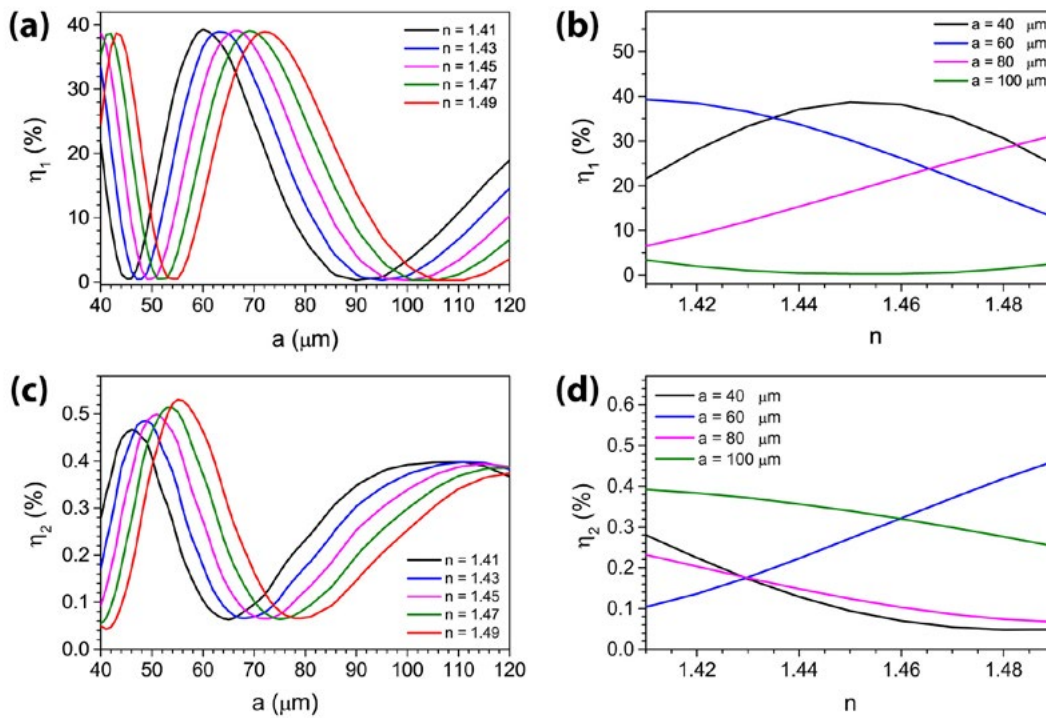 (a)
η1 (%)
40
30
20
10
0
n = 1.41
n = 1.43
n = 1.45
n = 1.47
n = 1.49
40 50 60 70 80 90 100 110 120
a (μm)
(b)
η1 (%)
50
40
30
20
10
0
a = 40 μm
a = 60 μm
a = 80 μm
a = 100 μm
1.42 1.44 1.46 1.48
n
(c)
η2 (%)
0.5
0.4
0.3
0.2
0.1
0.0
n = 1.41
n = 1.43
n = 1.45
n = 1.47
n = 1.49
40 50 60 70 80 90 100 110 120
a (μm)
(d)
η2 (%)
0.6
0.5
0.4
0.3
0.2
0.1
0.0
a = 40 μm
a = 60 μm
a = 80 μm
a = 100 μm
1.42 1.44 1.46 1.48
n